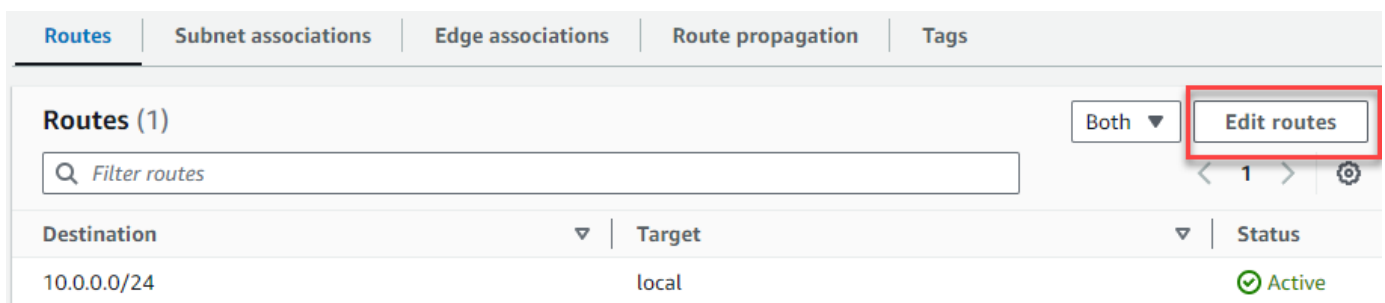 Routes Subnet associations Edge associations Route propagation Tags
Routes (1) Both Edit routes
Filter routes 1
Destination Target Status
10.0.0.0/24 local Active